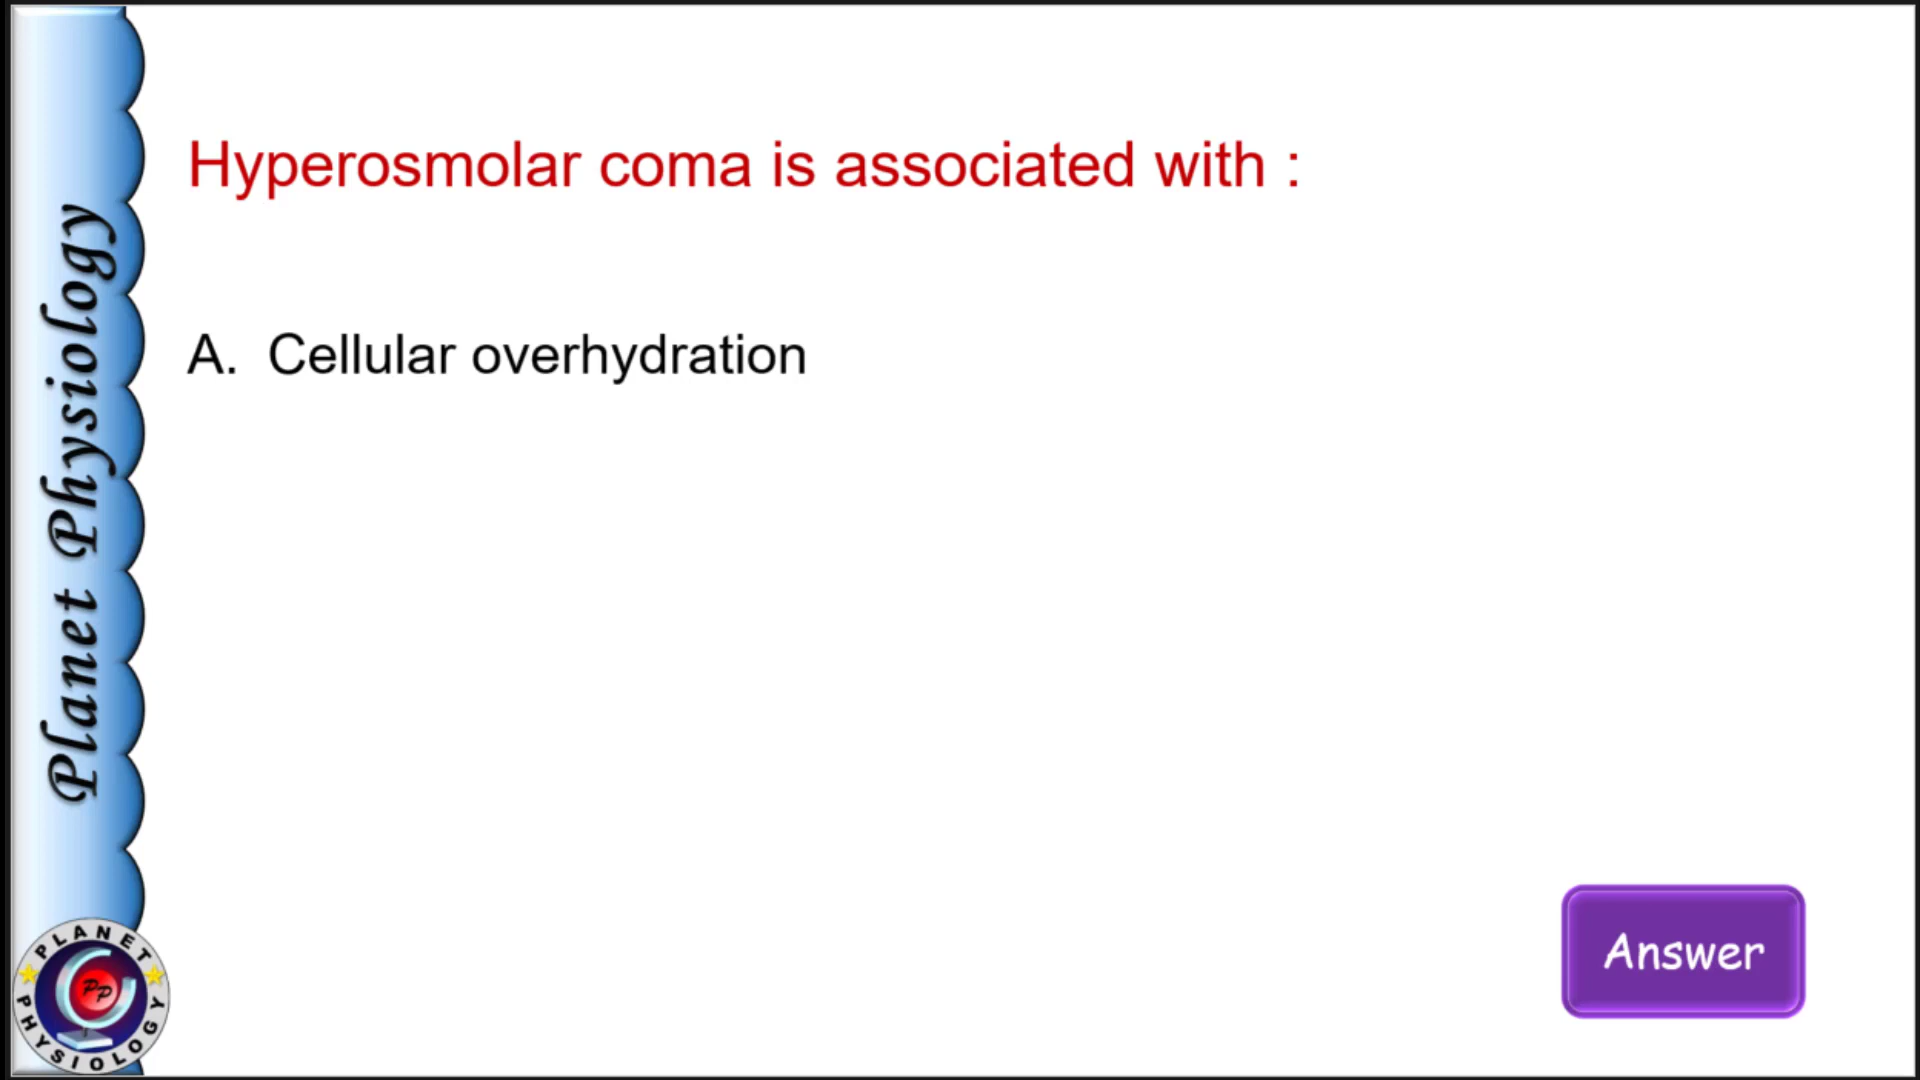 Planet Physiology
Hyperosmolar coma is associated with :
A. Cellular overhydration
Answer
PLANET
PP
PHYSIOLOGY